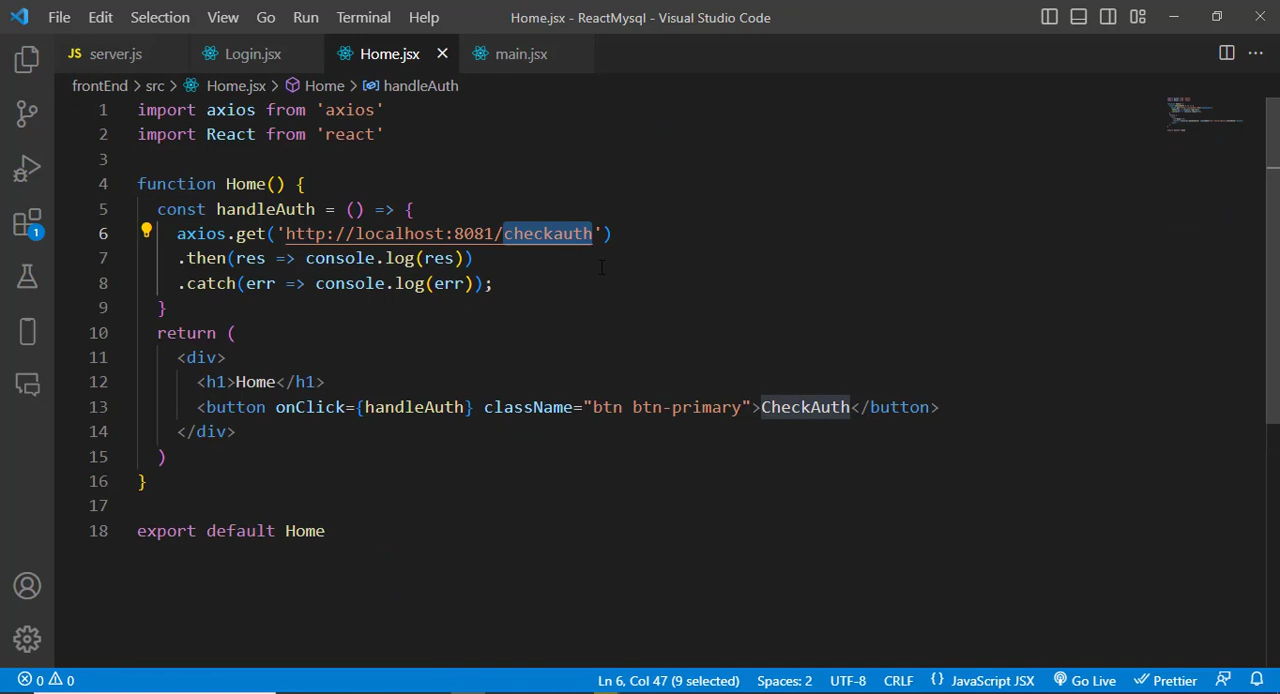 File Edit Selection View Go Run Terminal Help Home.jsx - ReactMysql - Visual Studio Code
JS server.js Login.jsx Home.jsx main.jsx
frontEnd > src > Home.jsx > Home > handleAuth
1 import axios from 'axios'
2 import React from 'react'
3
4 function Home() {
5 const handleAuth = () => {
6 axios.get('http://localhost:8081/checkauth')
7 .then(res => console.log(res))
8 .catch(err => console.log(err));
9 }
10 return (
11 <div>
12 <h1>Home</h1>
13 <button onClick={handleAuth} className="btn btn-primary">CheckAuth</button>
14 </div>
15 )
16 }
17
18 export default Home
1
0 0 Ln 6, Col 47 (9 selected) Spaces: 2 UTF-8 CRLF {} JavaScript JSX Go Live Prettier